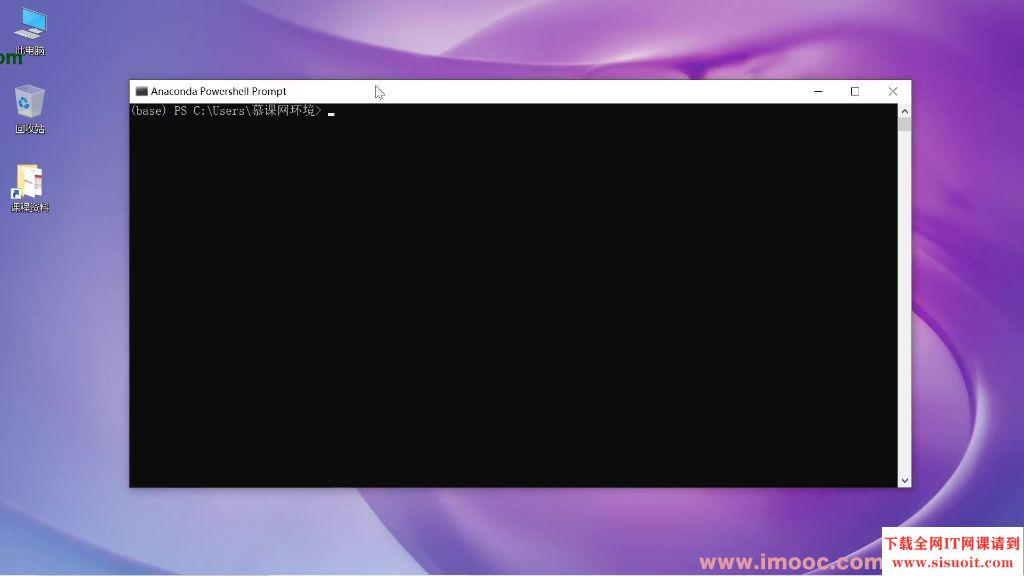 此电脑
om
回收站
课程资料
Anaconda Powershell Prompt
(base) PS C:\Users\慕课网环境>
www.imooc.com
下载全网IT网课请到
www.sisuoit.com